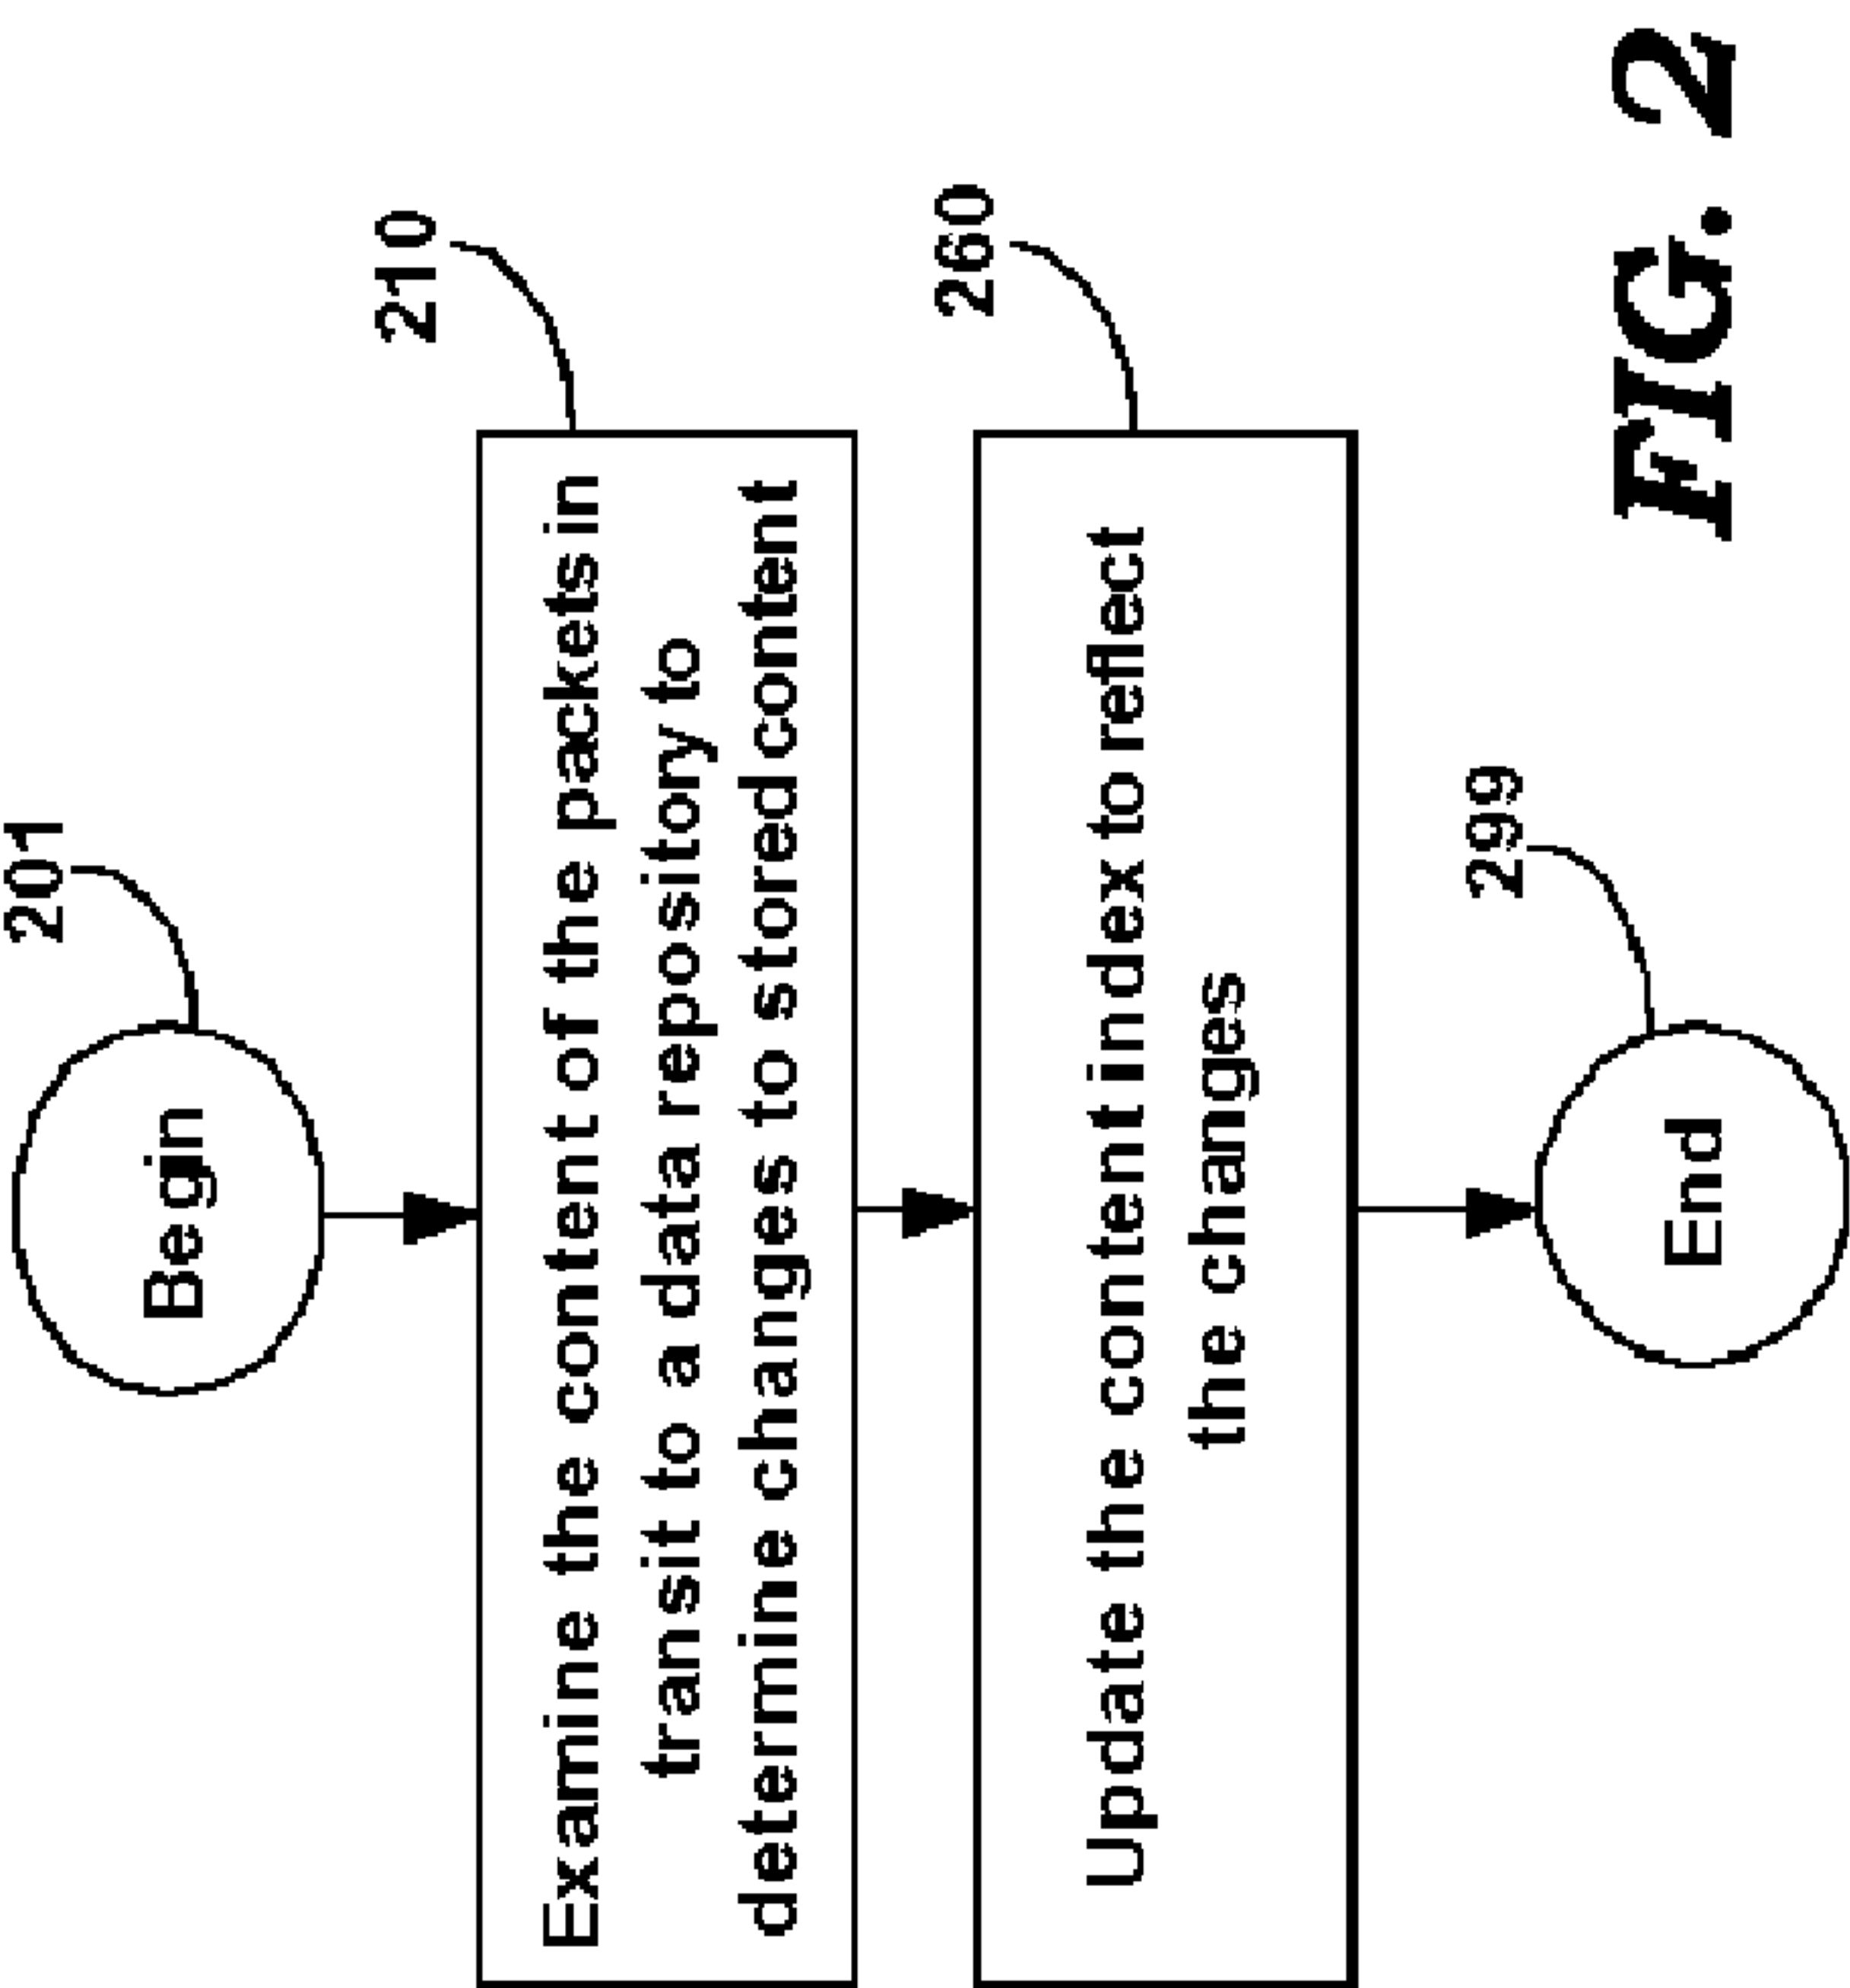 201
Begin
210
Examine the content of the packets in
transit to a data repository to
determine changes to stored content
260
Update the content index to reflect
the changes
299
End
FIG. 2